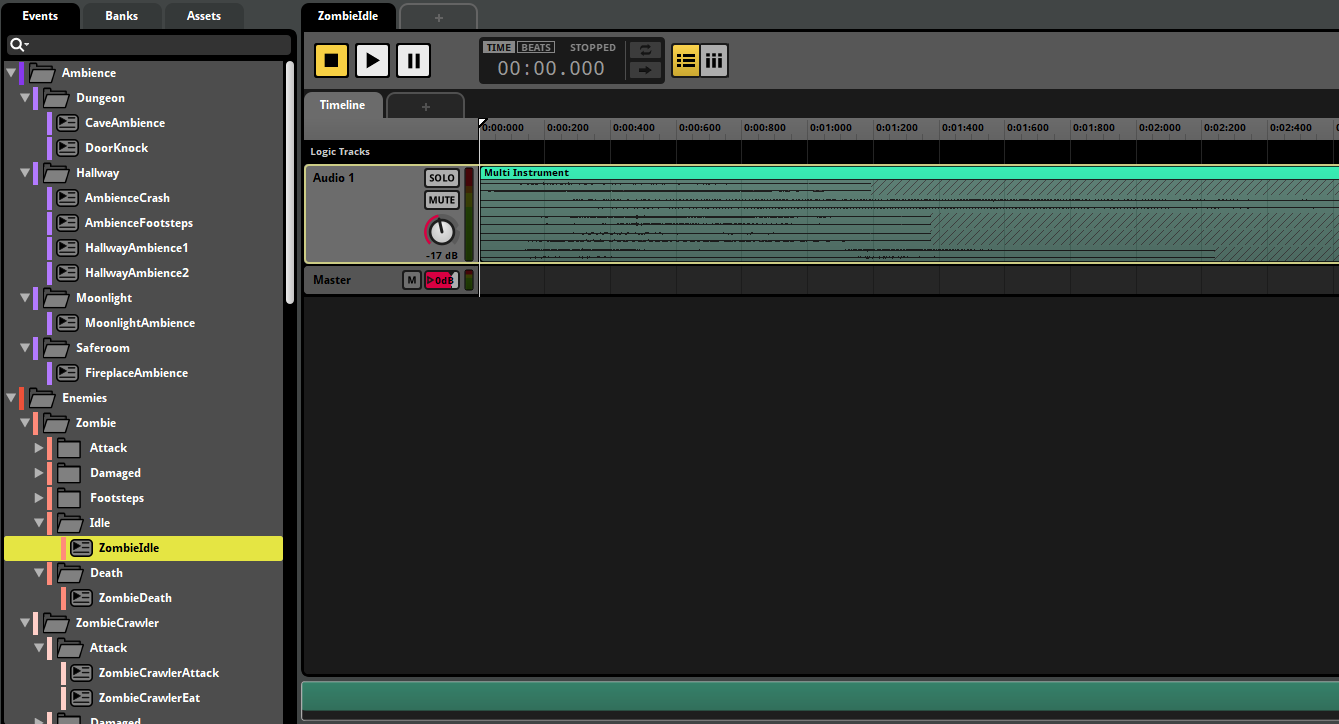 Events Banks Assets
Ambience
Dungeon
CaveAmbience
DoorKnock
Hallway
AmbienceCrash
AmbienceFootsteps
HallwayAmbience1
HallwayAmbience2
Moonlight
MoonlightAmbience
Saferoom
FireplaceAmbience
Enemies
Zombie
Attack
Damaged
Footsteps
Idle
ZombieIdle
Death
ZombieDeath
ZombieCrawler
Attack
ZombieCrawlerAttack
ZombieCrawlerEat
Damaged
ZombieIdle +
TIME BEATS STOPPED
00:00.000
Timeline +
0:00:000 0:00:200 0:00:400 0:00:600 0:00:800 0:01:000 0:01:200 0:01:400 0:01:600 0:01:800 0:02:000 0:02:200 0:02:400
Logic Tracks
Audio 1 SOLO
MUTE
-17 dB
Multi Instrument
Master M 0dB